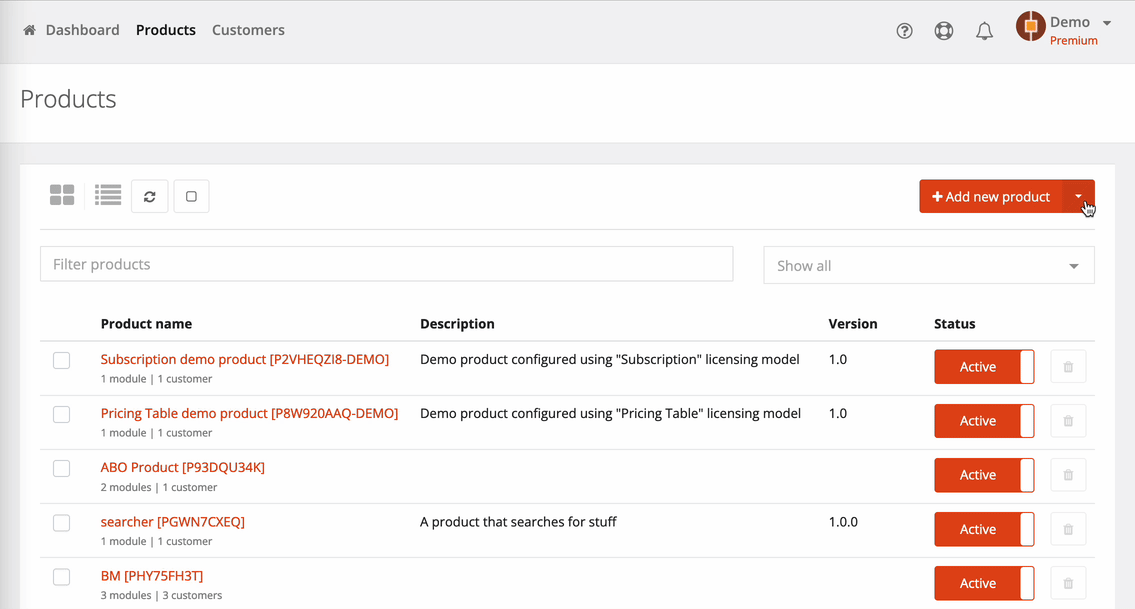 Dashboard Products Customers
Demo
Premium
Products
Add new product
Filter products
Show all
Product name Description Version Status
Subscription demo product [P2VHEQZI8-DEMO] Demo product configured using "Subscription" licensing model 1.0 Active
1 module | 1 customer
Pricing Table demo product [P8W920AAQ-DEMO] Demo product configured using "Pricing Table" licensing model 1.0 Active
1 module | 1 customer
ABO Product [P93DQU34K] Active
2 modules | 1 customer
searcher [PGWN7CXEQ] A product that searches for stuff 1.0.0 Active
1 module | 1 customer
BM [PHY75FH3T] Active
3 modules | 3 customers